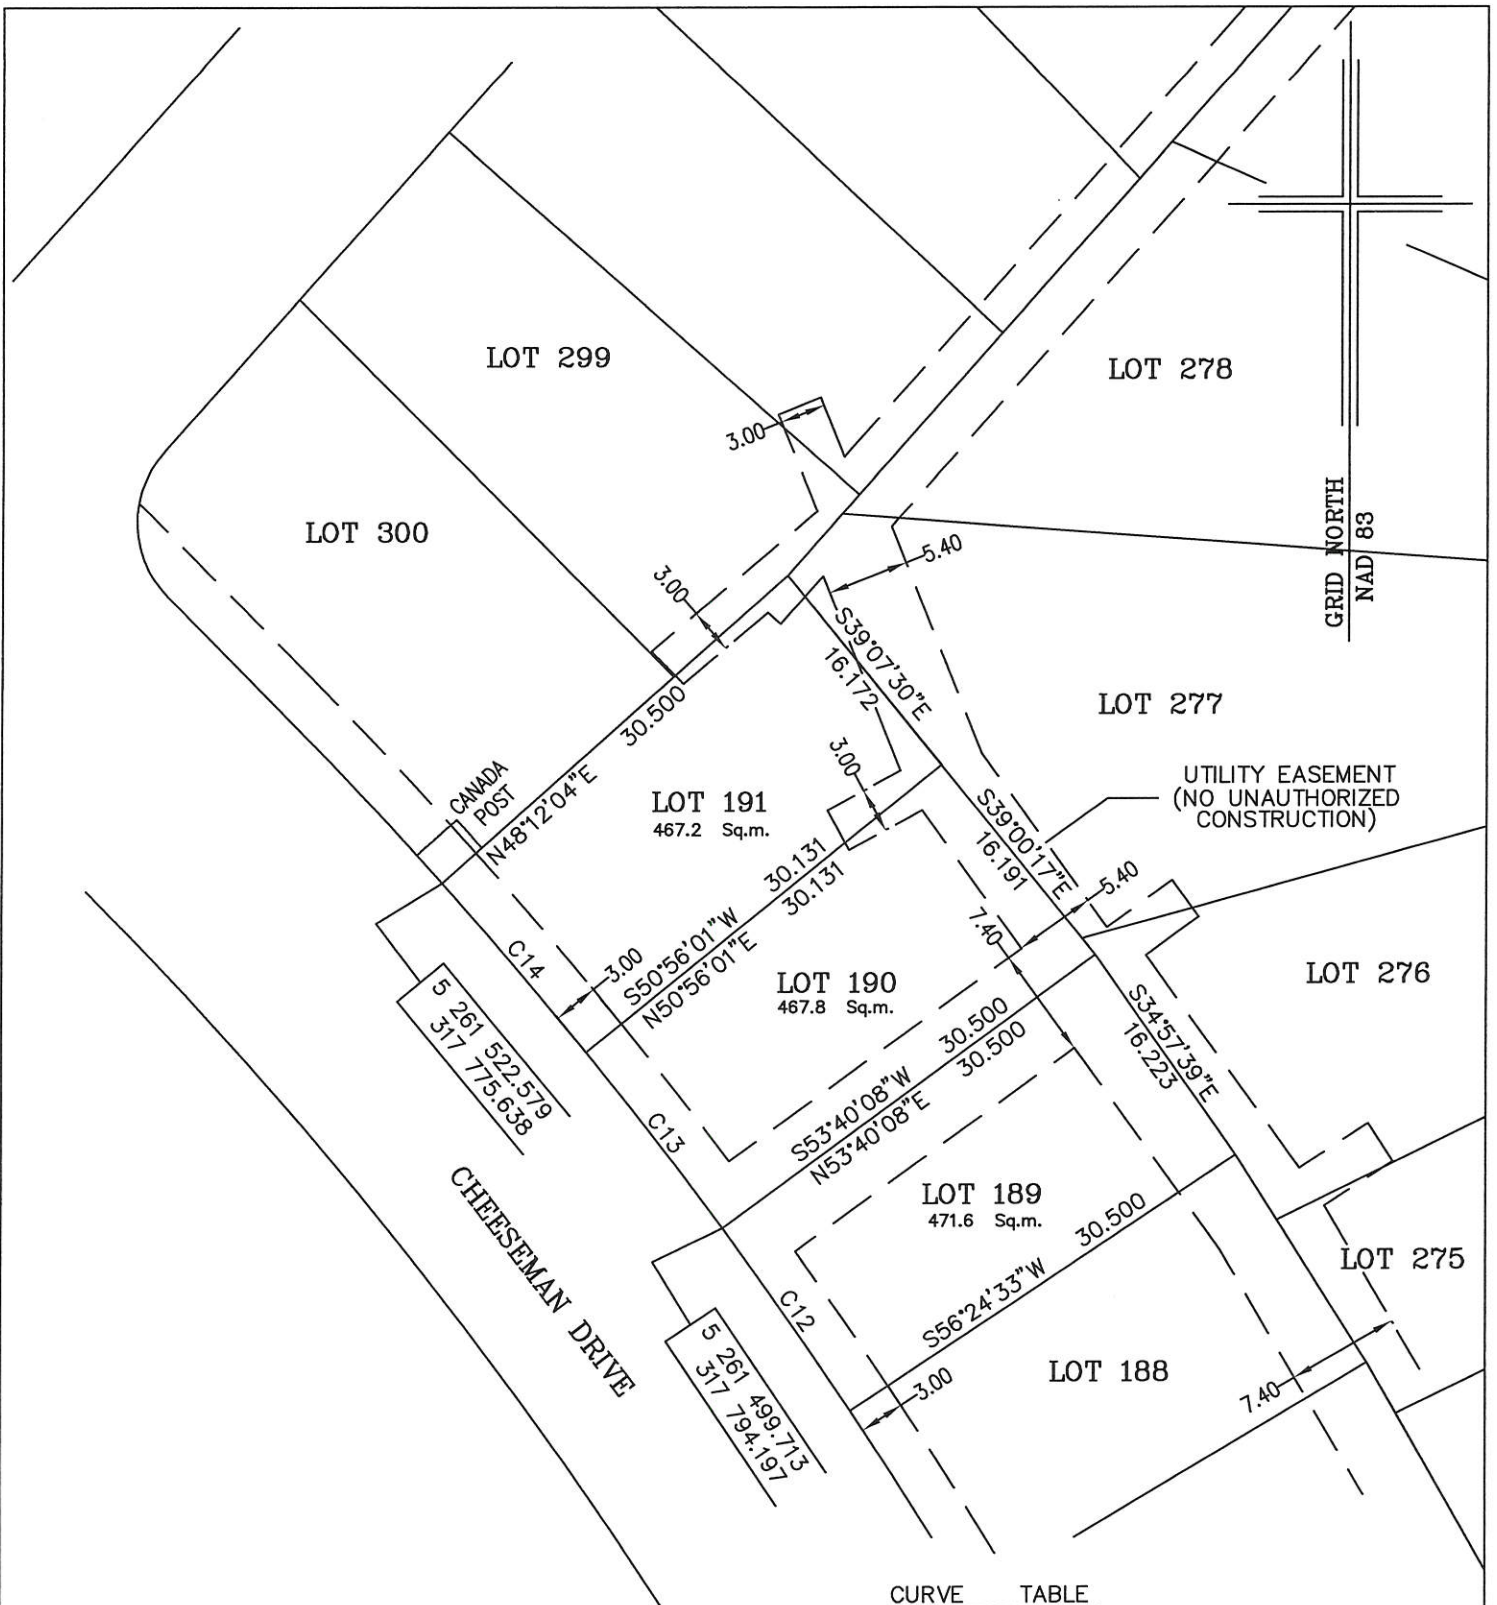 LOT 299
LOT 278
3.00
LOT 300
GRID NORTH
NAD 83
5.40
3.00
S39°07'30"E
16.172
30.500
N48°12'04"E
LOT 277
3.00
CANADA
POST
LOT 191
467.2 Sq.m.
UTILITY EASEMENT
(NO UNAUTHORIZED
CONSTRUCTION)
S39°00'17"E
16.191
30.131
30.131
S50°56'01"W
N50°56'01"E
5.40
7.40
C14
3.00
LOT 190
467.8 Sq.m.
LOT 276
5 261 522.579
317 775.638
30.500
30.500
S53°40'08"W
N53°40'08"E
S34°57'39"E
16.223
C13
CHEESEMAN DRIVE
LOT 189
471.6 Sq.m.
30.500
S56°24'33"W
LOT 275
C12
5 261 499.713
317 794.197
LOT 188
3.00
7.40
CURVE TABLE